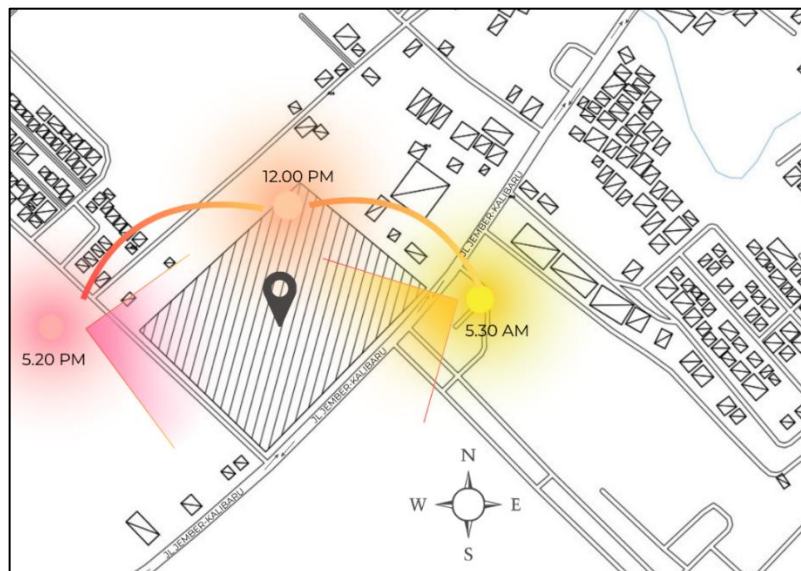 12.00 PM
JL.JEMBER-KALIBARU
5.20 PM
5.30 AM
JL.JEMBER-KALIBARU
JL.JEMBER-KALIBARU
N
W E
S